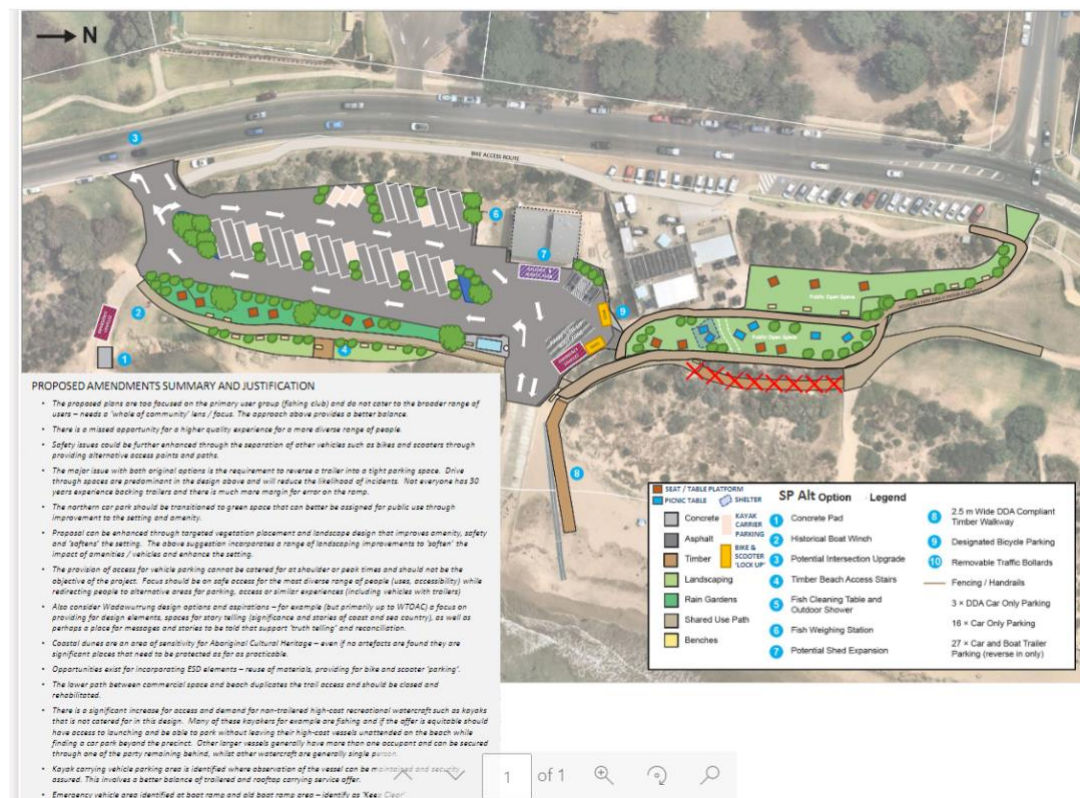 N
3
BIKE ACCESS ROUTE
6
7
2
EMERGENCY VEHICLES
1
4
9
Public Open Space
Public Open Space
EMERGENCY VEHICLES
8
PROPOSED AMENDMENTS SUMMARY AND JUSTIFICATION
• The proposed plans are too focused on the primary user group (fishing club) and do not cater to the broader range of
users – needs a 'whole of community' lens / focus. The approach above provides a better balance.
• There is a missed opportunity for a higher quality experience for a more diverse range of people.
• Safety issues could be further enhanced through the separation of other vehicles such as bikes and scooters through
providing alternative access points and paths.
• The major issue with both original options is the requirement to reverse a trailer into a tight parking space. Drive
through spaces are predominant in the design above and will reduce the likelihood of incidents. Not everyone has 30
years experience backing trailers and there is much more margin for error on the ramp.
• The northern car park should be transitioned to green space that can better be assigned for public use through
improvement to the setting and amenity.
• Proposal can be enhanced through targeted vegetation placement and landscape design that improves amenity, safety
and 'softens' the setting. The above suggestion incorporates a range of landscaping improvements to 'soften' the
impact of amenities / vehicles and enhance the setting.
• The provision of access for vehicle parking cannot be catered for at shoulder or peak times and should not be the
objective of the project. Focus should be on safe access for the most diverse range of people (uses, accessibility) while
redirecting people to alternative areas for parking, access or similar experiences (including vehicles with trailers)
• Also consider Wadawurrung design options and aspirations – for example (but primarily up to WTOAC) a focus on
providing for design elements, spaces for story telling (significance and stories of coast and sea country), as well as
perhaps a place for messages and stories to be told that support 'truth telling' and reconciliation.
• Coastal dunes are an area of sensitivity for Aboriginal Cultural Heritage – even if no artefacts are found they are
significant places that need to be protected as far as practicable.
• Opportunities exist for incorporating ESD elements – reuse of materials, providing for bike and scooter 'parking'.
• The lower path between commercial space and beach duplicates the trail access and should be closed and
rehabilitated.
• There is a significant increase for access and demand for non-trailered high-cost recreational watercraft such as kayaks
that is not catered for in this design. Many of these kayakers for example are fishing and if the offer is equitable should
have access to launching and be able to park without leaving their high-cost vessels unattended on the beach while
finding a car park beyond the precinct. Other larger vessels generally have more than one occupant and can be secured
through one of the party remaining behind, whilst other watercraft are generally single person.
• Kayak carrying vehicle parking area is identified where observation of the vessel can be maintained and security
assured. This involves a better balance of trailered and rooftop carrying service offer.
• Emergency vehicle area identified at boat ramp and old boat ramp area – identify as 'Keep Clear'
1 of 1
SEAT / TABLE PLATFORM
PICNIC TABLE
SHELTER
SP Alt Option - Legend
Concrete
Asphalt
Timber
Landscaping
Rain Gardens
Shared Use Path
Benches
KAYAK
CARRIER
PARKING
BIKE &
SCOOTER
'LOCK UP'
1 Concrete Pad
2 Historical Boat Winch
3 Potential Intersection Upgrade
4 Timber Beach Access Stairs
5 Fish Cleaning Table and
Outdoor Shower
6 Fish Weighing Station
7 Potential Shed Expansion
8 2.5 m Wide DDA Compliant
Timber Walkway
9 Designated Bicycle Parking
10 Removable Traffic Bollards
Fencing / Handrails
3 × DDA Car Only Parking
16 × Car Only Parking
27 × Car and Boat Trailer
Parking (reverse in only)